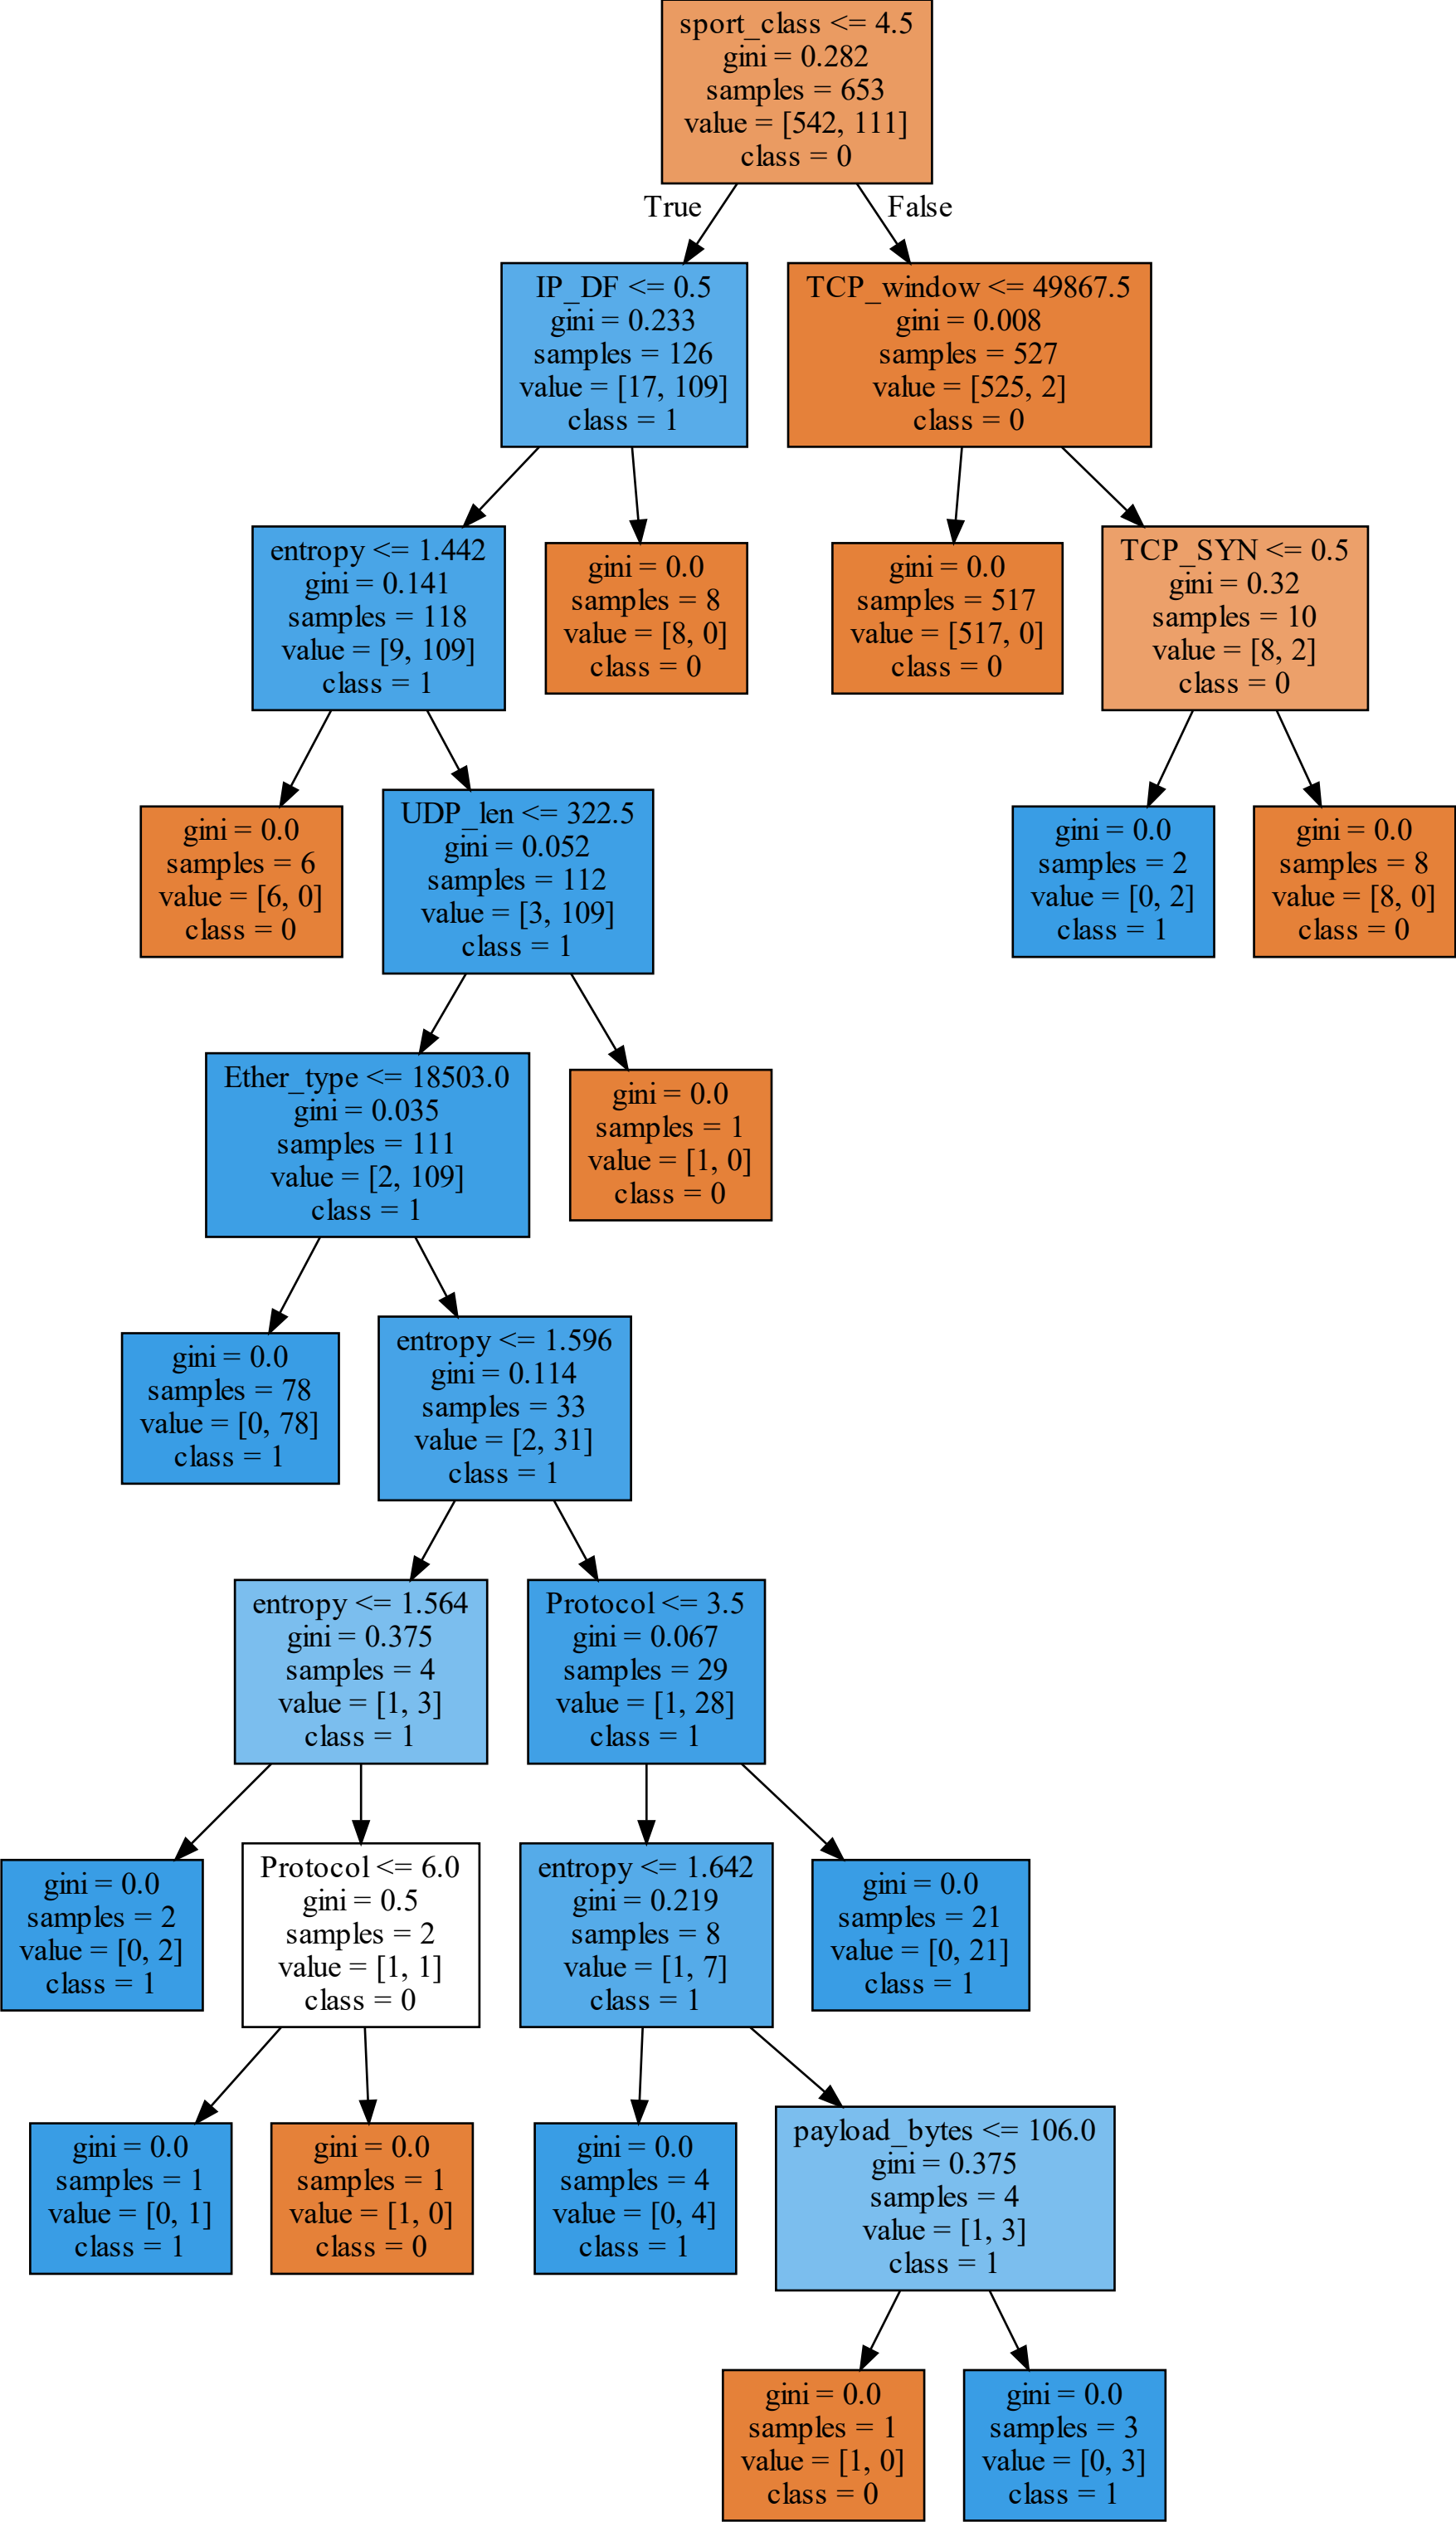 sport_class <= 4.5
gini = 0.282
samples = 653
value = [542, 111]
class = 0
True
False
IP_DF <= 0.5
gini = 0.233
samples = 126
value = [17, 109]
class = 1
TCP_window <= 49867.5
gini = 0.008
samples = 527
value = [525, 2]
class = 0
entropy <= 1.442
gini = 0.141
samples = 118
value = [9, 109]
class = 1
gini = 0.0
samples = 8
value = [8, 0]
class = 0
gini = 0.0
samples = 517
value = [517, 0]
class = 0
TCP_SYN <= 0.5
gini = 0.32
samples = 10
value = [8, 2]
class = 0
gini = 0.0
samples = 6
value = [6, 0]
class = 0
UDP_len <= 322.5
gini = 0.052
samples = 112
value = [3, 109]
class = 1
gini = 0.0
samples = 2
value = [0, 2]
class = 1
gini = 0.0
samples = 8
value = [8, 0]
class = 0
Ether_type <= 18503.0
gini = 0.035
samples = 111
value = [2, 109]
class = 1
gini = 0.0
samples = 1
value = [1, 0]
class = 0
gini = 0.0
samples = 78
value = [0, 78]
class = 1
entropy <= 1.596
gini = 0.114
samples = 33
value = [2, 31]
class = 1
entropy <= 1.564
gini = 0.375
samples = 4
value = [1, 3]
class = 1
Protocol <= 3.5
gini = 0.067
samples = 29
value = [1, 28]
class = 1
gini = 0.0
samples = 2
value = [0, 2]
class = 1
Protocol <= 6.0
gini = 0.5
samples = 2
value = [1, 1]
class = 0
entropy <= 1.642
gini = 0.219
samples = 8
value = [1, 7]
class = 1
gini = 0.0
samples = 21
value = [0, 21]
class = 1
gini = 0.0
samples = 1
value = [0, 1]
class = 1
gini = 0.0
samples = 1
value = [1, 0]
class = 0
gini = 0.0
samples = 4
value = [0, 4]
class = 1
payload_bytes <= 106.0
gini = 0.375
samples = 4
value = [1, 3]
class = 1
gini = 0.0
samples = 1
value = [1, 0]
class = 0
gini = 0.0
samples = 3
value = [0, 3]
class = 1